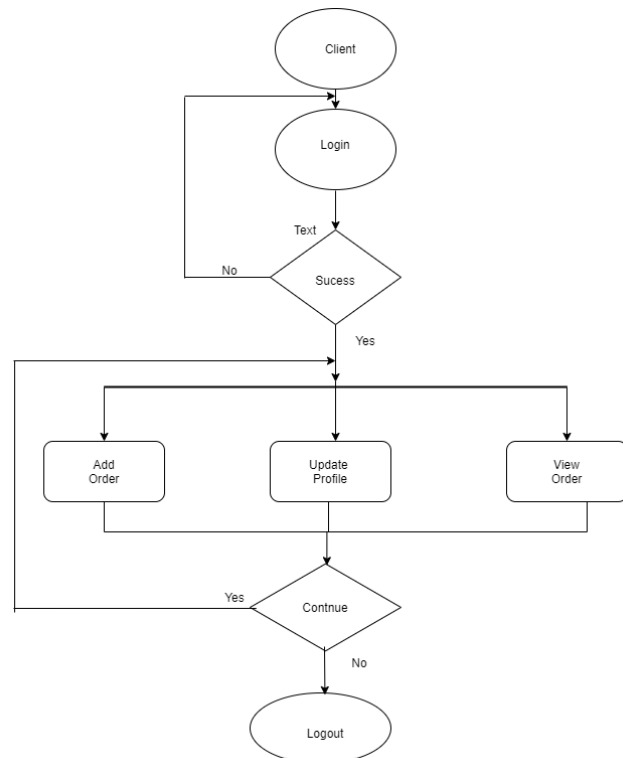 Client
Login
Text
No
Sucess
Yes
Add
Order
Update
Profile
View
Order
Yes
Contnue
No
Logout